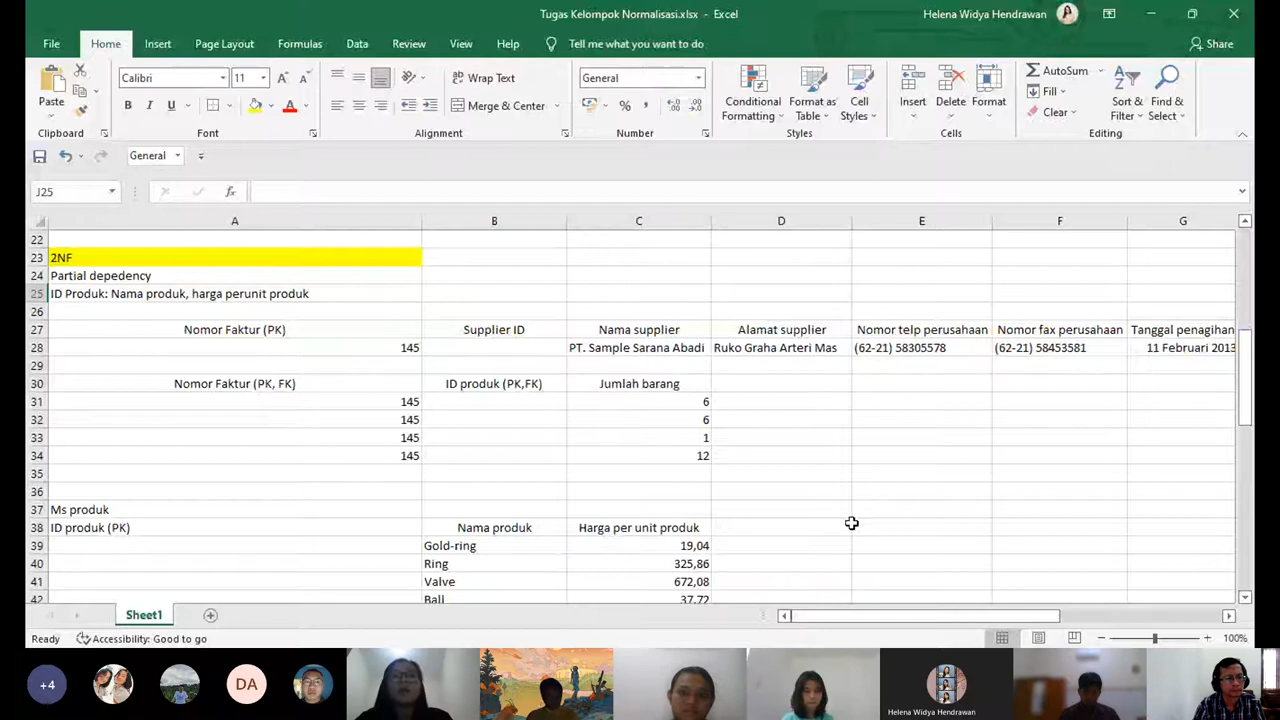 Tugas Kelompok Normalisasi.xlsx - Excel
Helena Widya Hendrawan
File Home Insert Page Layout Formulas Data Review View Help Tell me what you want to do Share
Calibri 11 Wrap Text General AutoSum
Paste Merge & Center Conditional Formatting Format as Table Cell Styles Insert Delete Format Fill Clear Sort & Filter Find & Select
Clipboard Font Alignment Number Styles Cells Editing
General
J25 fx
A B C D E F G
22
23 2NF
24 Partial depedency
25 ID Produk: Nama produk, harga perunit produk
26
27 Nomor Faktur (PK) Supplier ID Nama supplier Alamat supplier Nomor telp perusahaan Nomor fax perusahaan Tanggal penagihan
28 145 PT. Sample Sarana Abadi Ruko Graha Arteri Mas (62-21) 58305578 (62-21) 58453581 11 Februari 2013
29
30 Nomor Faktur (PK, FK) ID produk (PK,FK) Jumlah barang
31 145 6
32 145 6
33 145 1
34 145 12
35
36
37 Ms produk
38 ID produk (PK) Nama produk Harga per unit produk
39 Gold-ring 19,04
40 Ring 325,86
41 Valve 672,08
42 Ball 37,72
Sheet1
Ready Accessibility: Good to go 100%
+4 DA Helena Widya Hendrawan